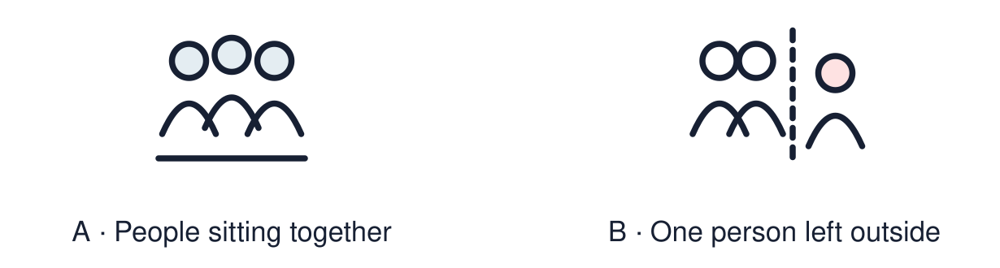 A · People sitting together
B · One person left outside